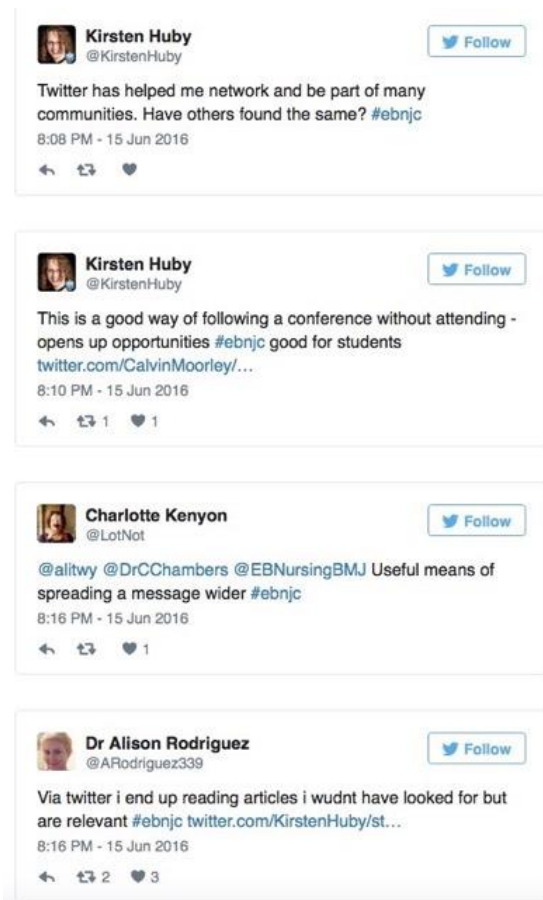 Kirsten Huby
@KirstenHuby
Follow
Twitter has helped me network and be part of many
communities. Have others found the same? #ebnjc
8:08 PM - 15 Jun 2016
Kirsten Huby
@KirstenHuby
Follow
This is a good way of following a conference without attending -
opens up opportunities #ebnjc good for students
twitter.com/CalvinMoorley/…
8:10 PM - 15 Jun 2016
1 1
Charlotte Kenyon
@LotNot
Follow
@alitwy @DrCChambers @EBNursingBMJ Useful means of
spreading a message wider #ebnjc
8:16 PM - 15 Jun 2016
1
Dr Alison Rodriguez
@ARodriguez339
Follow
Via twitter i end up reading articles i wudnt have looked for but
are relevant #ebnjc twitter.com/KirstenHuby/st…
8:16 PM - 15 Jun 2016
2 3